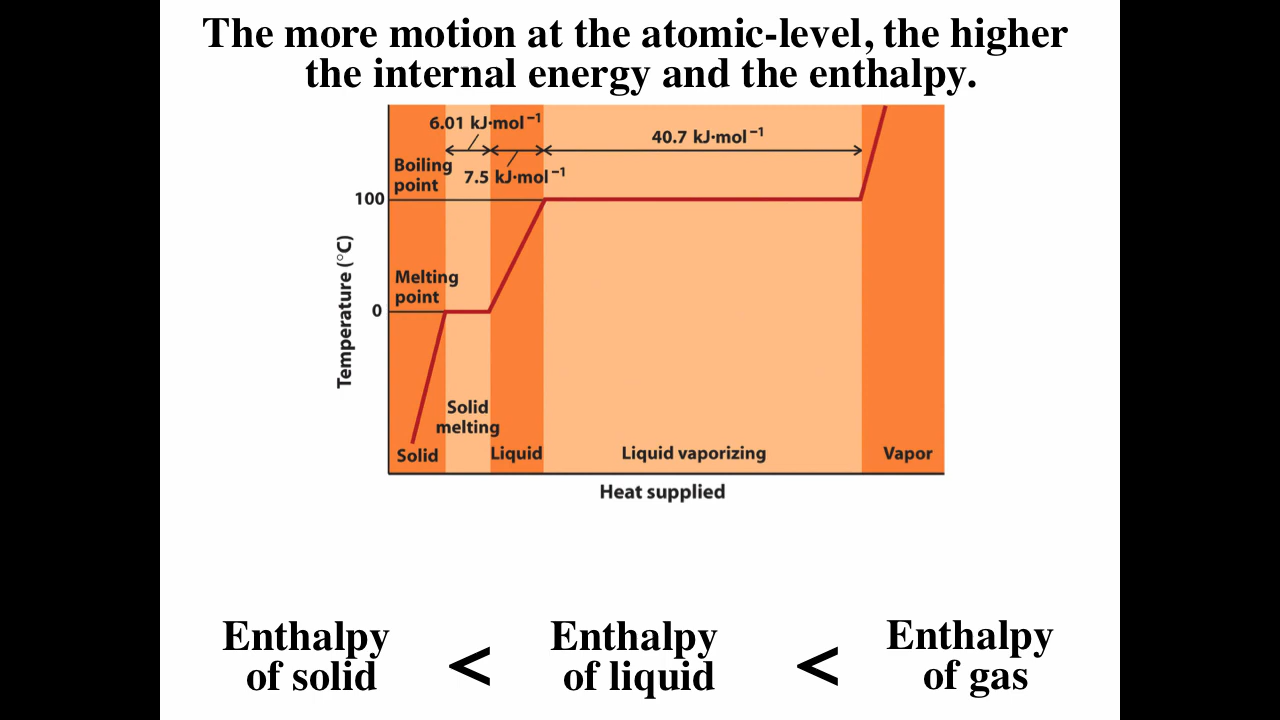 The more motion at the atomic-level, the higher
the internal energy and the enthalpy.
6.01 kJ·mol⁻¹
40.7 kJ·mol⁻¹
7.5 kJ·mol⁻¹
Boiling
point
100
Melting
point
0
Temperature (°C)
Solid
melting
Solid
Liquid
Liquid vaporizing
Vapor
Heat supplied
Enthalpy
of solid
<
Enthalpy
of liquid
<
Enthalpy
of gas